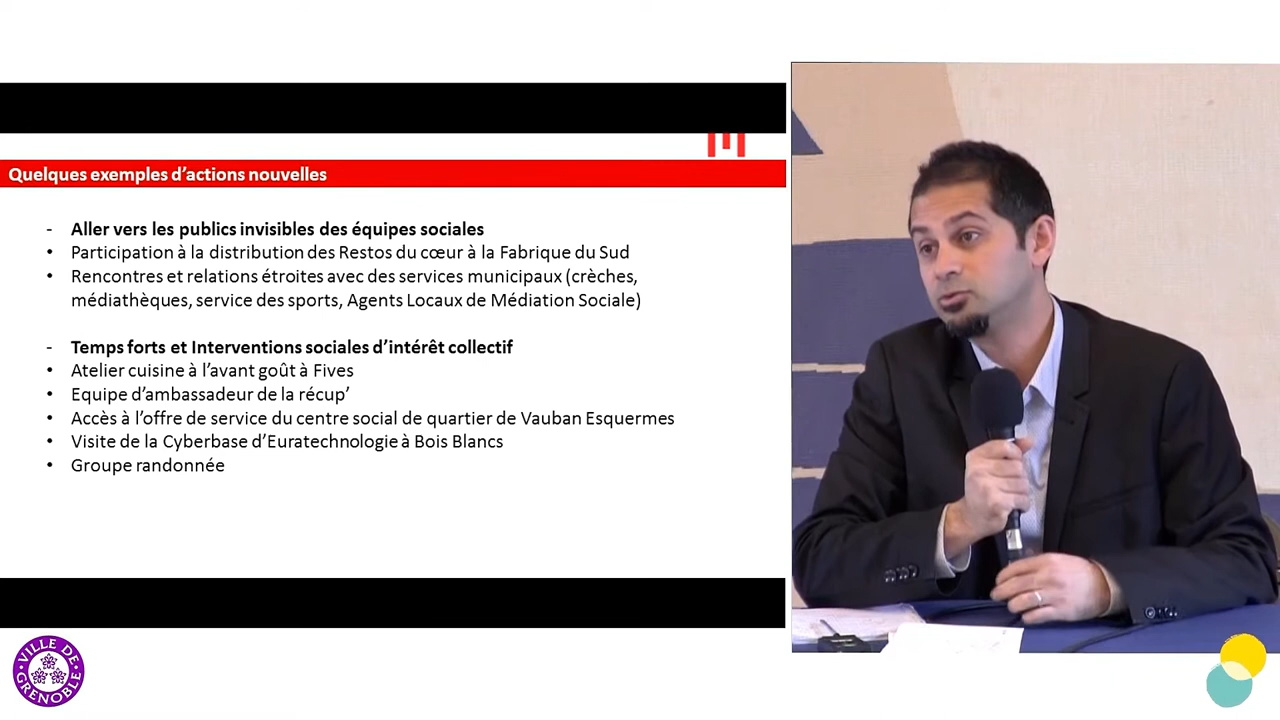 Quelques exemples d'actions nouvelles
- Aller vers les publics invisibles des équipes sociales
• Participation à la distribution des Restos du cœur à la Fabrique du Sud
• Rencontres et relations étroites avec des services municipaux (crèches,
médiathèques, service des sports, Agents Locaux de Médiation Sociale)
- Temps forts et Interventions sociales d'intérêt collectif
• Atelier cuisine à l'avant goût à Fives
• Equipe d'ambassadeur de la récup'
• Accès à l'offre de service du centre social de quartier de Vauban Esquermes
• Visite de la Cyberbase d'Euratechnologie à Bois Blancs
• Groupe randonnée
VILLE DE
GRENOBLE